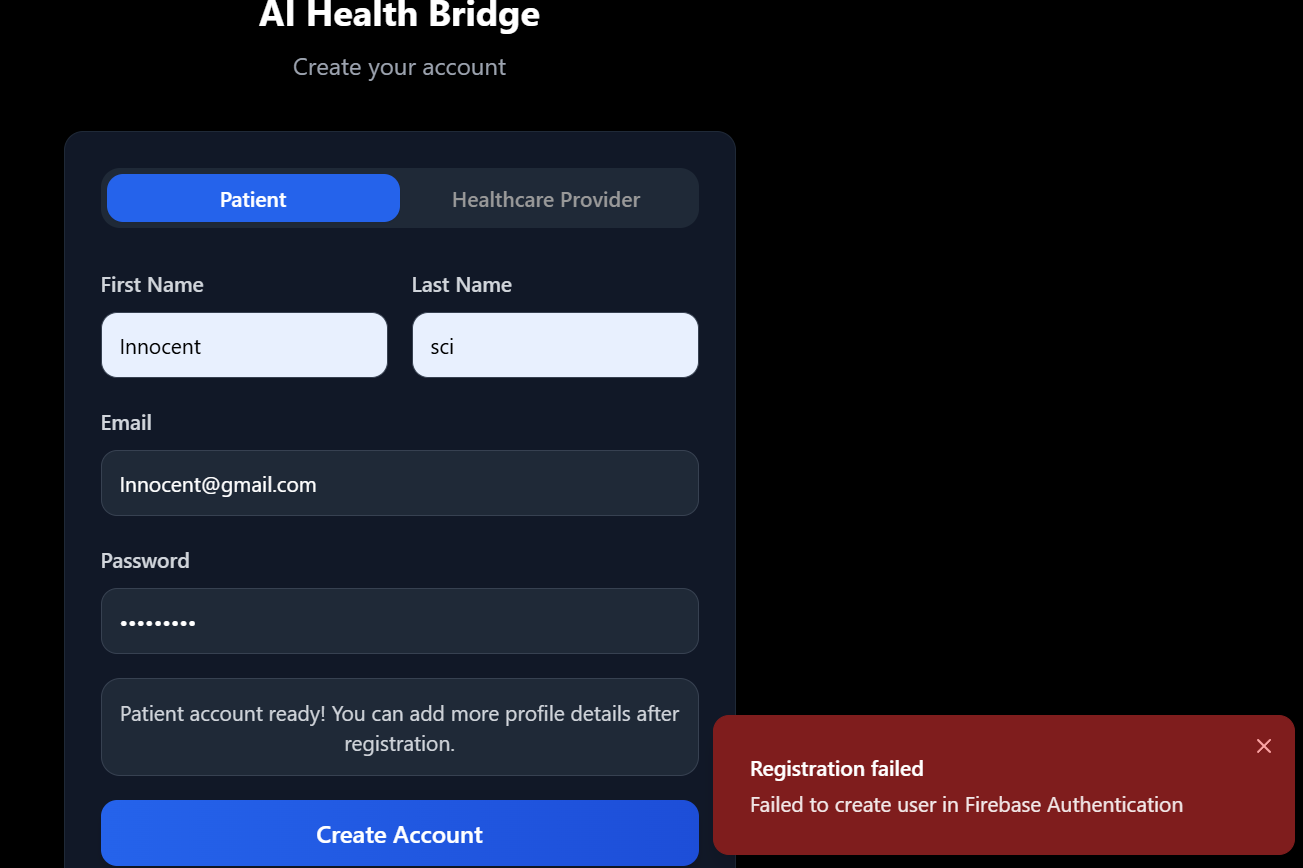 AI Health Bridge
Create your account
Patient
Healthcare Provider
First Name
Last Name
Innocent
sci
Email
Innocent@gmail.com
Password
•••••••••
Patient account ready! You can add more profile details after
registration.
Create Account
Registration failed
Failed to create user in Firebase Authentication